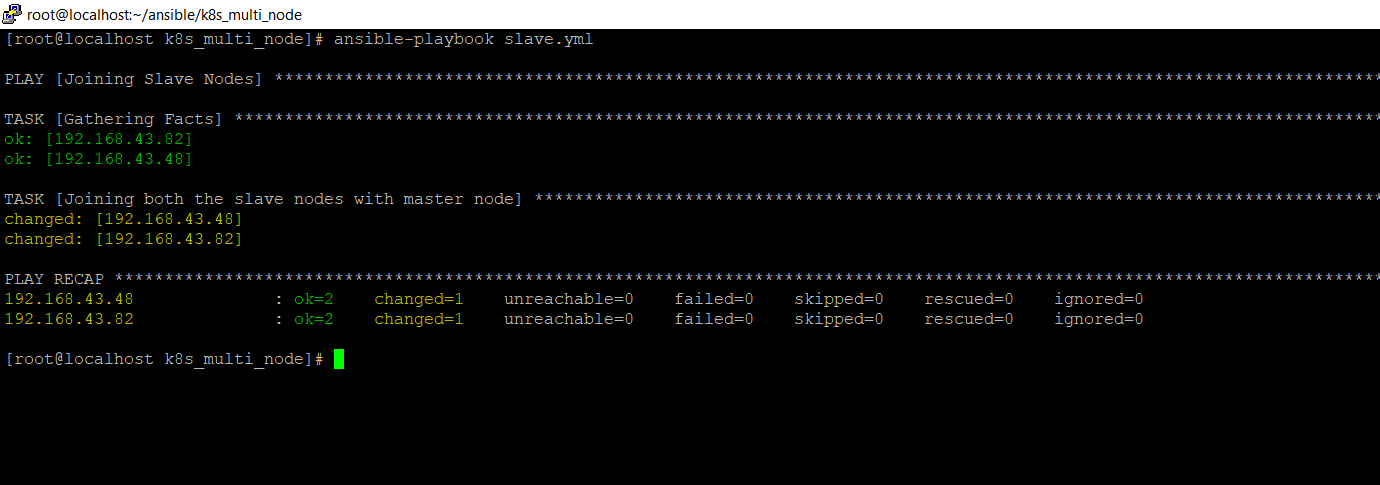 root@localhost:~/ansible/k8s_multi_node
[root@localhost k8s_multi_node]# ansible-playbook slave.yml
PLAY [Joining Slave Nodes] ***************************************************************************************************************
TASK [Gathering Facts] *******************************************************************************************************************
ok: [192.168.43.82]
ok: [192.168.43.48]
TASK [Joining both the slave nodes with master node] *************************************************************************************
changed: [192.168.43.48]
changed: [192.168.43.82]
PLAY RECAP *******************************************************************************************************************************
192.168.43.48 : ok=2 changed=1 unreachable=0 failed=0 skipped=0 rescued=0 ignored=0
192.168.43.82 : ok=2 changed=1 unreachable=0 failed=0 skipped=0 rescued=0 ignored=0
[root@localhost k8s_multi_node]#